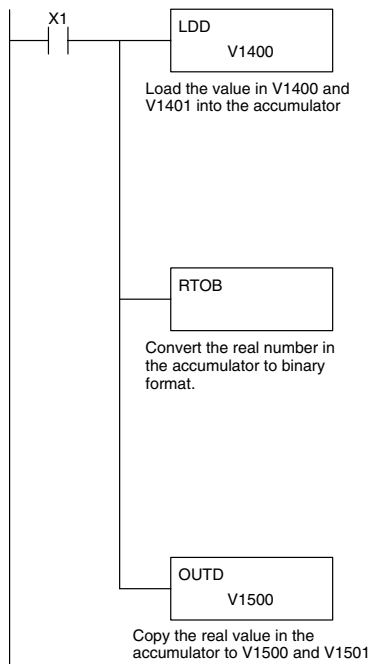 X1
LDD
V1400
Load the value in V1400 and
V1401 into the accumulator
RTOB
Convert the real number in
the accumulator to binary
format.
OUTD
V1500
Copy the real value in the
accumulator to V1500 and V1501